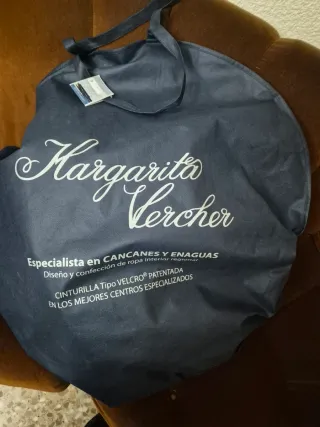 Margarita
Vercher
Especialista en CANCANES Y ENAGUAS
Diseño y confección de ropa interior regional
CINTURILLA Tipo VELCRO® PATENTADA
EN LOS MEJORES CENTROS ESPECIALIZADOS